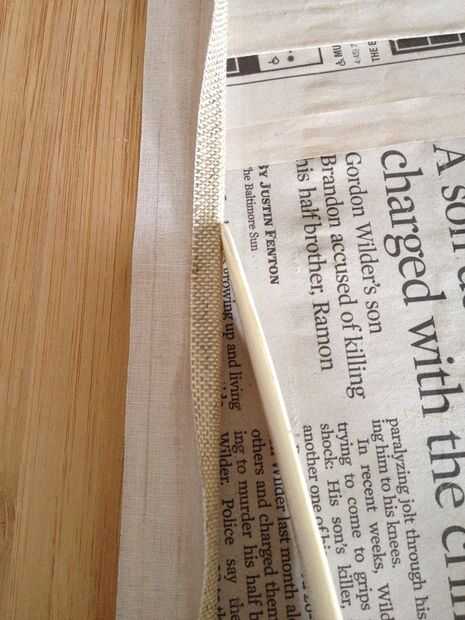 A son
charged with the
Gordon Wilder's son
Brandon accused of killing
his half brother, Ramon
BY JUSTIN FENTON
The Baltimore Sun
growing up and living
Wilder last month
others and charged them
ing to murder his half
Wilder. Police say the
paralyzing jolt through his
ing him to his knees.
In recent weeks,
trying to come to grips
shock: His son's killer,
another one of
THE